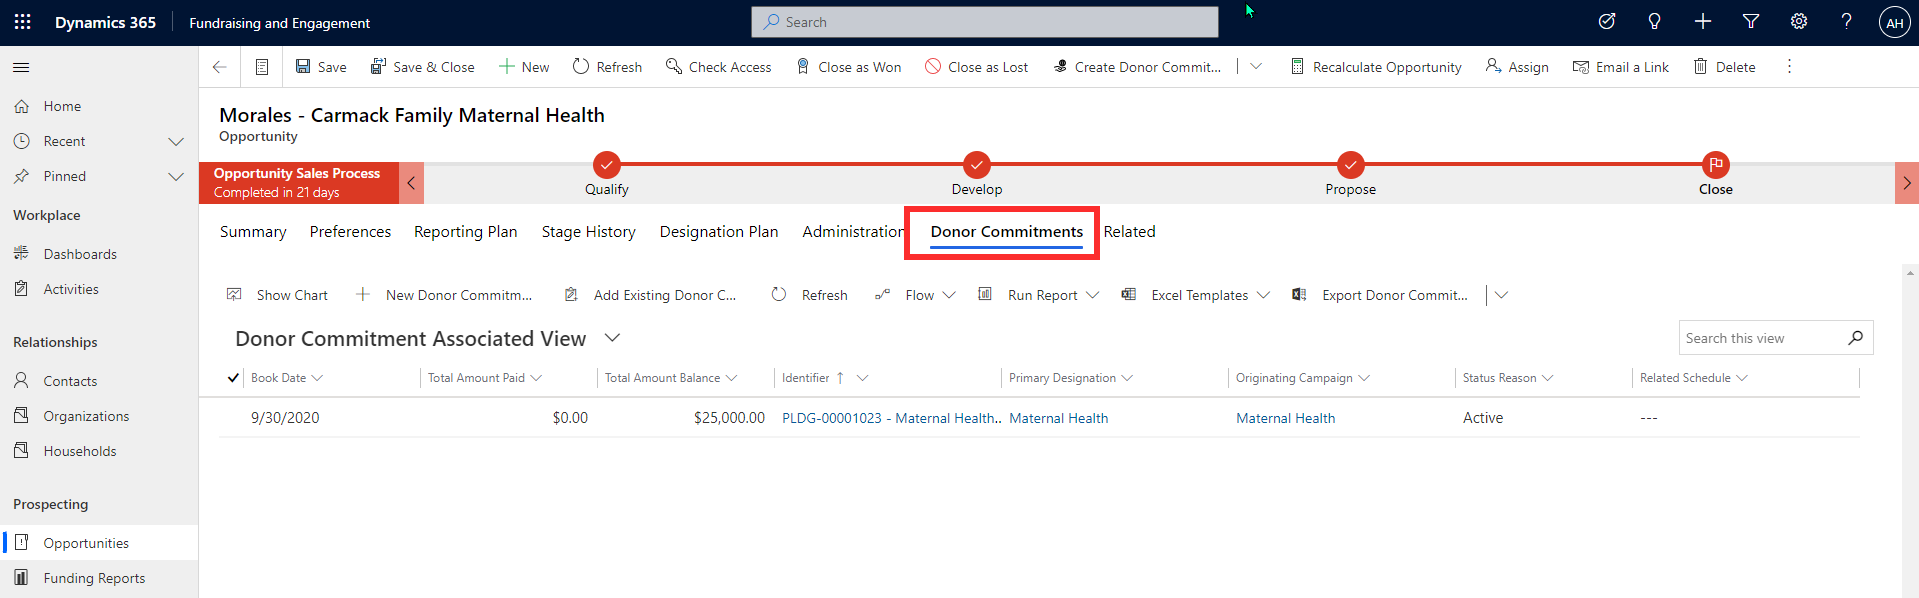 Dynamics 365 Fundraising and Engagement Search ? AH
Save Save & Close New Refresh Check Access Close as Won Close as Lost Create Donor Commit... Recalculate Opportunity Assign Email a Link Delete
Home
Recent
Pinned
Workplace
Dashboards
Activities
Relationships
Contacts
Organizations
Households
Prospecting
Opportunities
Funding Reports
Morales - Carmack Family Maternal Health
Opportunity
Opportunity Sales Process
Completed in 21 days
Qualify Develop Propose Close
Summary Preferences Reporting Plan Stage History Designation Plan Administration Donor Commitments Related
Show Chart New Donor Commitm... Add Existing Donor C... Refresh Flow Run Report Excel Templates Export Donor Commit...
Donor Commitment Associated View Search this view
Book Date Total Amount Paid Total Amount Balance Identifier ↑ Primary Designation Originating Campaign Status Reason Related Schedule
9/30/2020 $0.00 $25,000.00 PLDG-00001023 - Maternal Health.. Maternal Health Maternal Health Active ---